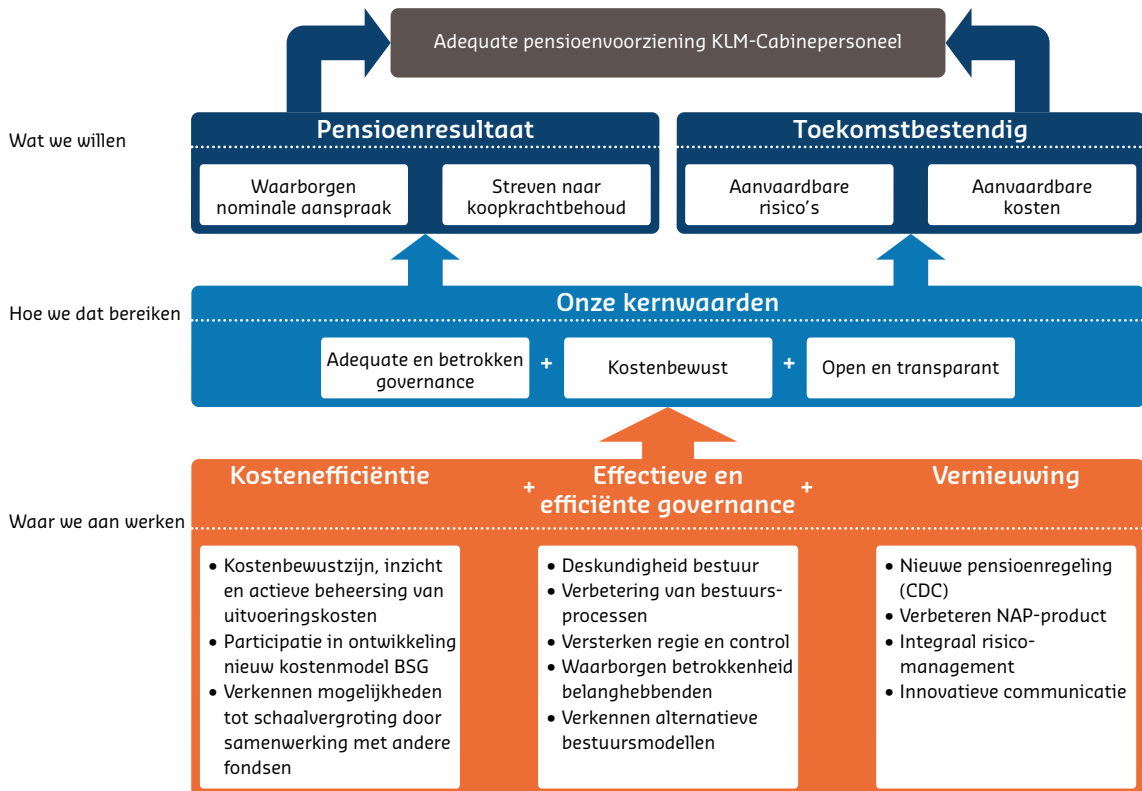 Adequate pensioenvoorziening KLM-Cabinepersoneel
Wat we willen
Pensioenresultaat
Waarborgen
nominale aanspraak
Streven naar
koopkrachtbehoud
Toekomstbestendig
Aanvaardbare
risico's
Aanvaardbare
kosten
Hoe we dat bereiken
Onze kernwaarden
Adequate en betrokken
governance
+
Kostenbewust
+
Open en transparant
Waar we aan werken
Kostenefficiëntie
+
Effectieve en
efficiënte governance
+
Vernieuwing
• Kostenbewustzijn, inzicht
en actieve beheersing van
uitvoeringskosten
• Participatie in ontwikkeling
nieuw kostenmodel BSG
• Verkennen mogelijkheden
tot schaalvergroting door
samenwerking met andere
fondsen
• Deskundigheid bestuur
• Verbetering van bestuurs-
processen
• Versterken regie en control
• Waarborgen betrokkenheid
belanghebbenden
• Verkennen alternatieve
bestuursmodellen
• Nieuwe pensioenregeling
(CDC)
• Verbeteren NAP-product
• Integraal risico-
management
• Innovatieve communicatie